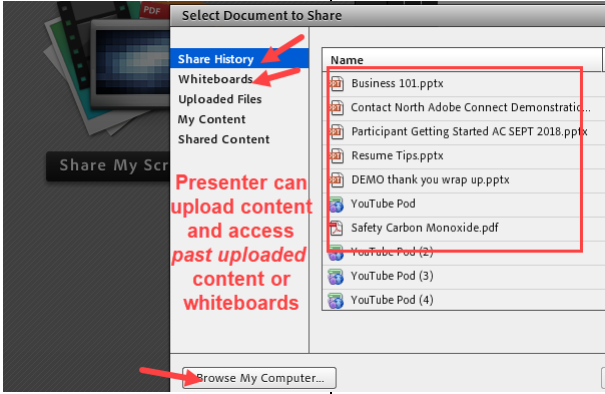 PDF
Select Document to Share
Share History
Whiteboards
Uploaded Files
My Content
Shared Content
Share My Scr
Presenter can
upload content
and access
past uploaded
content or
whiteboards
Name
Business 101.pptx
Contact North Adobe Connect Demonstratio...
Participant Getting Started AC SEPT 2018.pptx
Resume Tips.pptx
DEMO thank you wrap up.pptx
YouTube Pod
Safety Carbon Monoxide.pdf
YouTube Pod (2)
YouTube Pod (3)
YouTube Pod (4)
Browse My Computer...